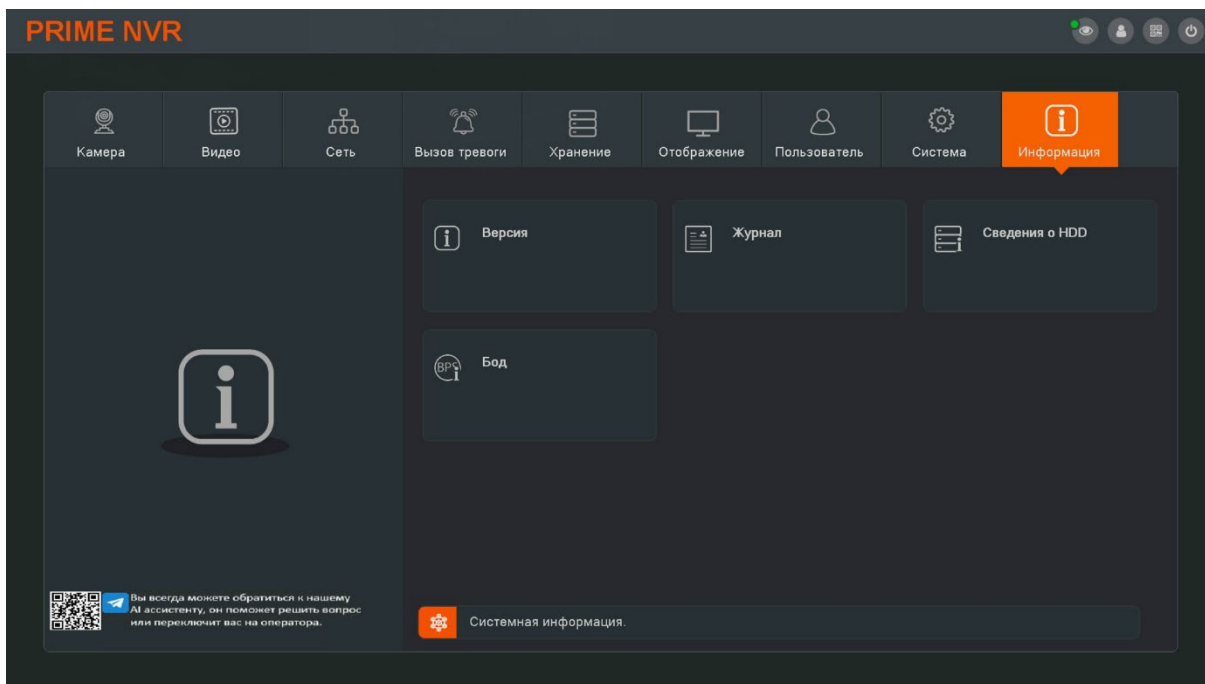 PRIME NVR
Камера
Видео
Сеть
Вызов тревоги
Хранение
Отображение
Пользователь
Система
Информация
Версия
Журнал
Сведения о HDD
BPS
Бод
Вы всегда можете обратиться к нашему
AI ассистенту, он поможет решить вопрос
или переключит вас на оператора.
Системная информация.